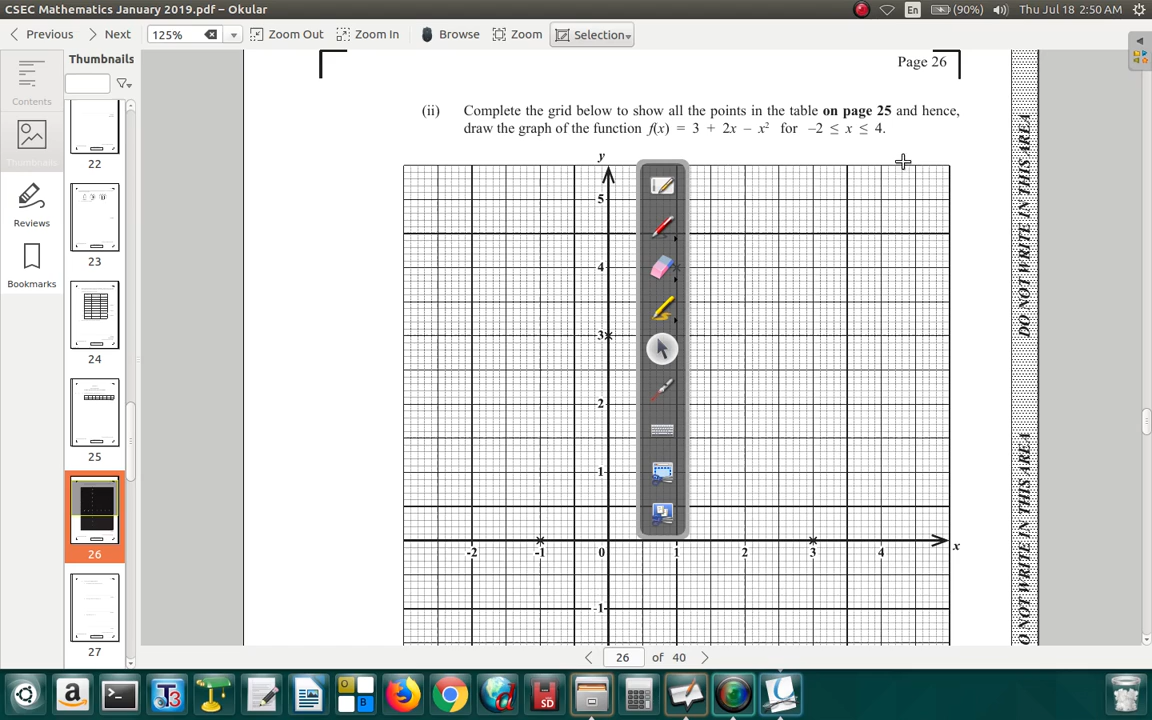 CSEC Mathematics January 2019.pdf – Okular
En
(90%)
Thu Jul 18 2:50 AM
Previous
Next
125%
Zoom Out
Zoom In
Browse
Zoom
Selection
Contents
Thumbnails
Reviews
Bookmarks
Thumbnails
22
23
24
25
26
27
Page 26
(ii) Complete the grid below to show all the points in the table on page 25 and hence,
draw the graph of the function f(x) = 3 + 2x – x² for –2 ≤ x ≤ 4.
y
5
4
3
2
1
-2 -1 0 1 2 3 4 x
-1
DO NOT WRITE IN THIS AREA
O NOT WRITE IN THIS AREA
26 of 40
SD